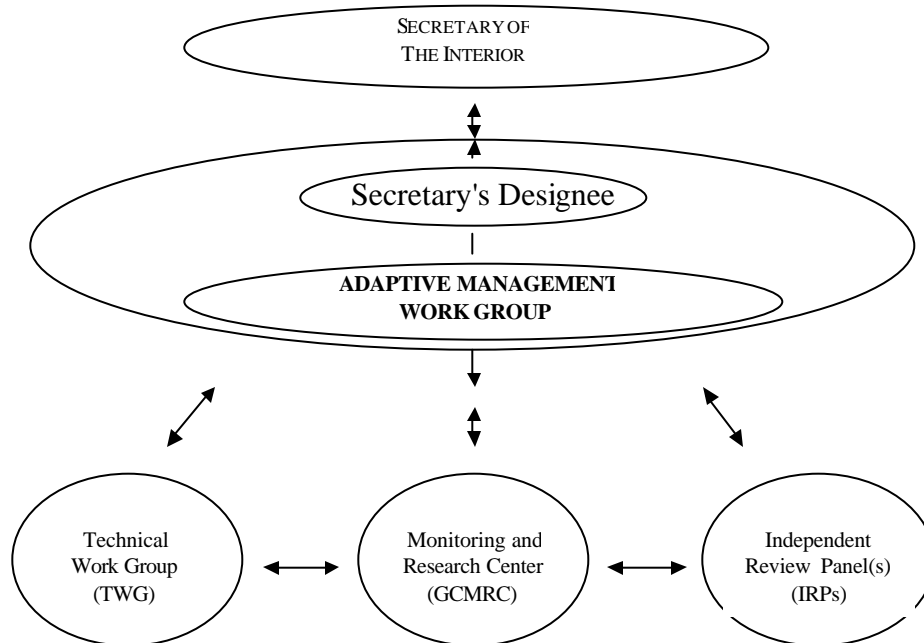 SECRETARY OF
THE INTERIOR
Secretary's Designee
ADAPTIVE MANAGEMENT
WORK GROUP
Technical
Work Group
(TWG)
Monitoring and
Research Center
(GCMRC)
Independent
Review Panel(s)
(IRPs)